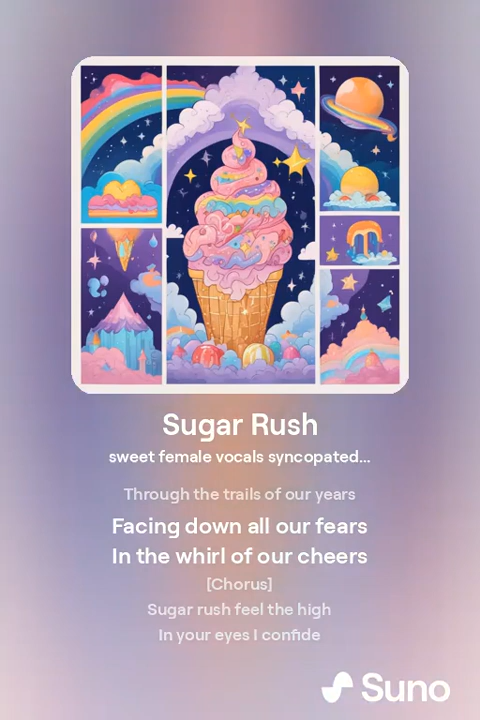 Sugar Rush
sweet female vocals syncopated...
Through the trails of our years
Facing down all our fears
In the whirl of our cheers
[Chorus]
Sugar rush feel the high
In your eyes I confide
Suno